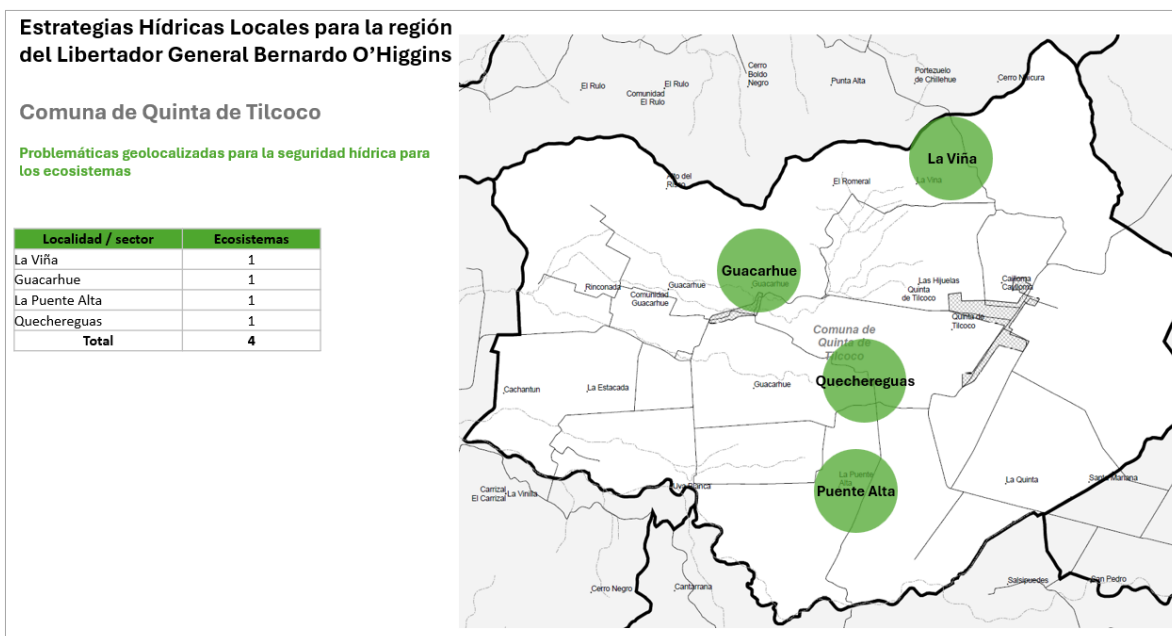 Estrategias Hídricas Locales para la región
del Libertador General Bernardo O'Higgins
Comuna de Quinta de Tilcoco
Problemáticas geolocalizadas para la seguridad hídrica para
los ecosistemas
Localidad / sector Ecosistemas
La Viña 1
Guacarhue 1
La Puente Alta 1
Quechereguas 1
Total 4
El Rulo
Comunidad
El Rulo
El Rulo
Cerro
Boldo
Negro
Punta Alta
Portezuelo
de Chillehue
Cerro
La Viña
Alto del
El Romeral
La Vina
Guacarhue
Guacarhue
Rinconada
Comunidad
Guacarhue
Guacarhue
Las Hijuelas
Quinta
de Tilcoco
Cailloma
Cailloma
Quinta de
Tilcoco
Comuna de
Quinta de
Tilcoco
Quechereguas
Cachantun
La Estacada
Guacarhue
La Puente
Alta
Puente Alta
Carrizal
El Carrizal
La Vinilla
Uva Blanca
La Quinta
Santa Mariana
Cerro Negro
Cantarrana
Salsipuedes
San Pedro